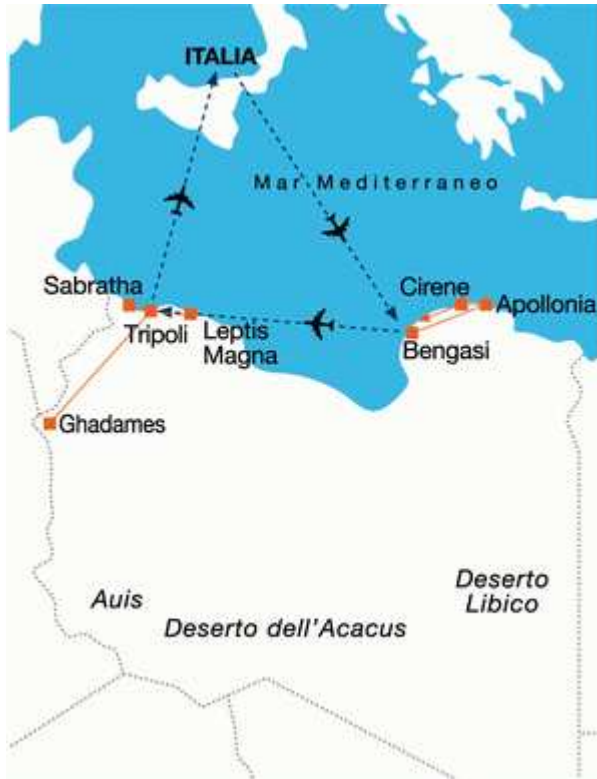 ITALIA
Mar Mediterraneo
Sabratha
Cirene
Apollonia
Tripoli
Leptis
Magna
Bengasi
Ghadames
Auis
Deserto
Libico
Deserto dell'Acacus